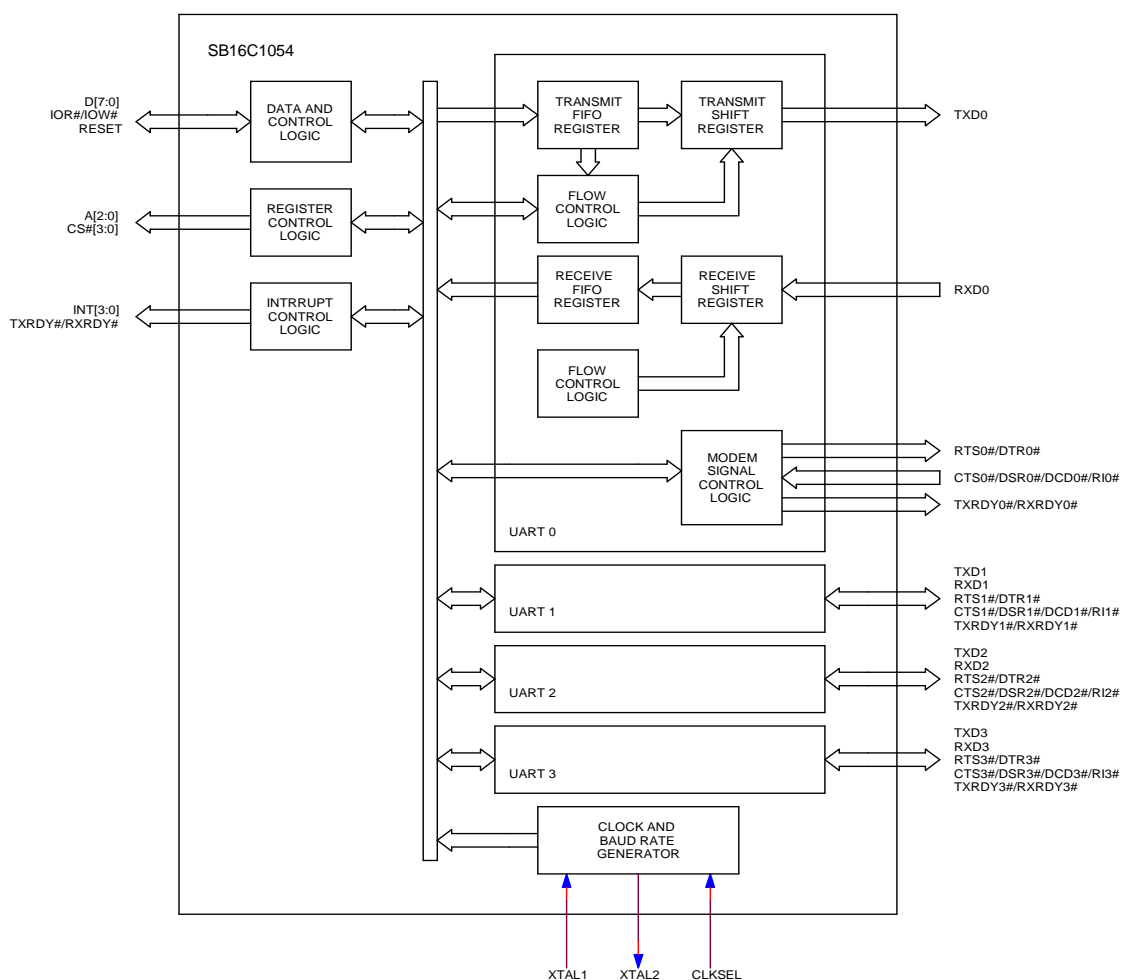 SB16C1054
D[7:0]
IOR#/IOW#
RESET
DATA AND
CONTROL
LOGIC
TRANSMIT
FIFO
REGISTER
TRANSMIT
SHIFT
REGISTER
TXD0
A[2:0]
CS#[3:0]
REGISTER
CONTROL
LOGIC
FLOW
CONTROL
LOGIC
INT[3:0]
TXRDY#/RXRDY#
INTRRUPT
CONTROL
LOGIC
RECEIVE
FIFO
REGISTER
RECEIVE
SHIFT
REGISTER
RXD0
FLOW
CONTROL
LOGIC
MODEM
SIGNAL
CONTROL
LOGIC
RTS0#/DTR0#
CTS0#/DSR0#/DCD0#/RI0#
TXRDY0#/RXRDY0#
UART 0
UART 1
TXD1
RXD1
RTS1#/DTR1#
CTS1#/DSR1#/DCD1#/RI1#
TXRDY1#/RXRDY1#
UART 2
TXD2
RXD2
RTS2#/DTR2#
CTS2#/DSR2#/DCD2#/RI2#
TXRDY2#/RXRDY2#
UART 3
TXD3
RXD3
RTS3#/DTR3#
CTS3#/DSR3#/DCD3#/RI3#
TXRDY3#/RXRDY3#
CLOCK AND
BAUD RATE
GENERATOR
XTAL1
XTAL2
CLKSEL